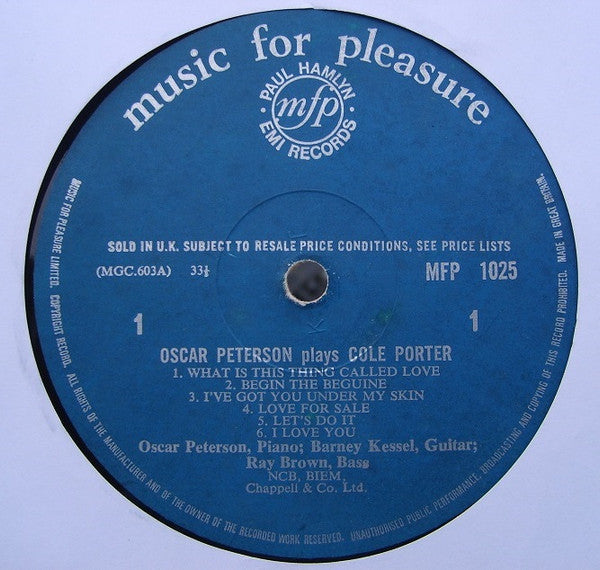 music for pleasure
PAUL HAMLYN
mfp
EMI RECORDS
SOLD IN U.K. SUBJECT TO RESALE PRICE CONDITIONS, SEE PRICE LISTS
(MGC.603A) 33⅓
MFP 1025
1
1
OSCAR PETERSON plays COLE PORTER
1. WHAT IS THIS THING CALLED LOVE
2. BEGIN THE BEGUINE
3. I'VE GOT YOU UNDER MY SKIN
4. LOVE FOR SALE
5. LET'S DO IT
6. I LOVE YOU
Oscar Peterson, Piano; Barney Kessel, Guitar;
Ray Brown, Bass
NCB, BIEM,
Chappell & Co. Ltd.
MUSIC FOR PLEASURE LIMITED. COPYRIGHT RECORD. ALL RIGHTS OF THE MANUFACTURER AND OF THE OWNER OF THE RECORDED WORK RESERVED. UNAUTHORISED PUBLIC PERFORMANCE, BROADCASTING AND COPYING OF THIS RECORD PROHIBITED. MADE IN GREAT BRITAIN.